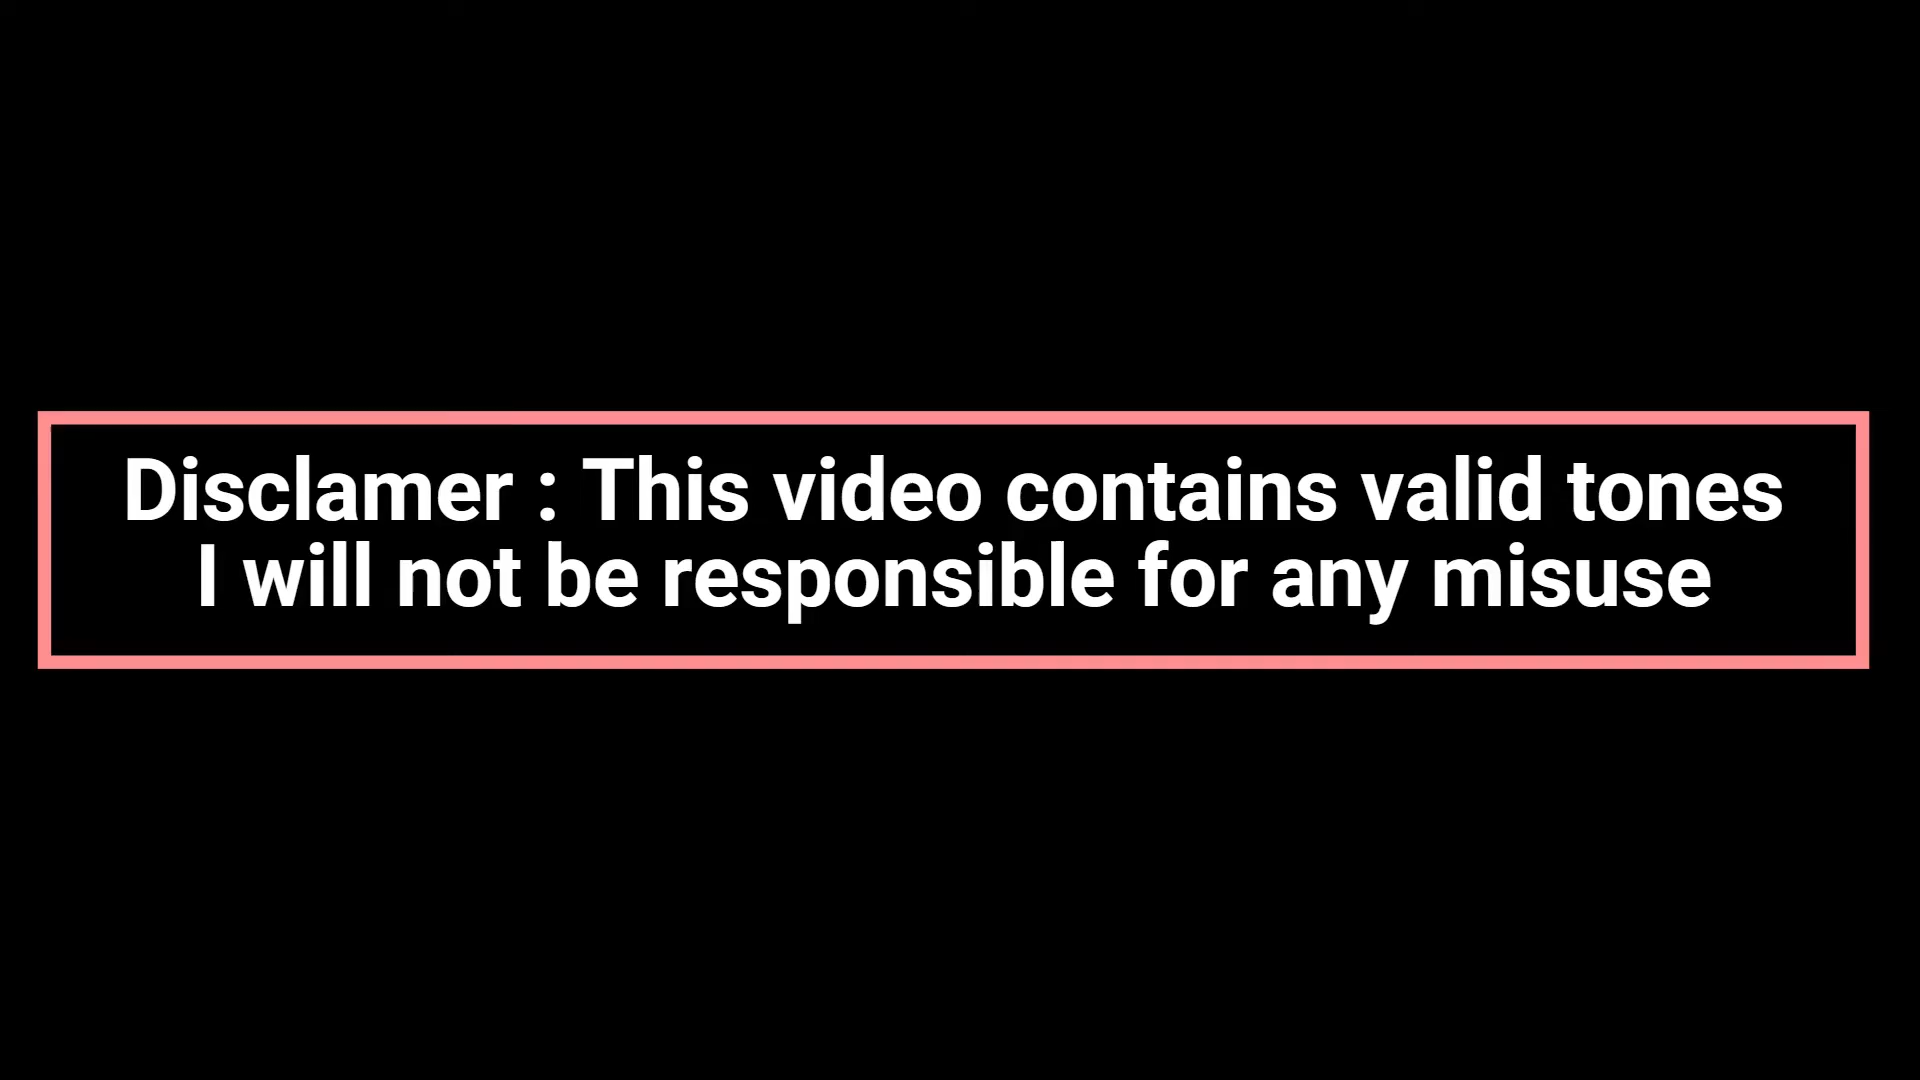 Disclamer : This video contains valid tones
I will not be responsible for any misuse